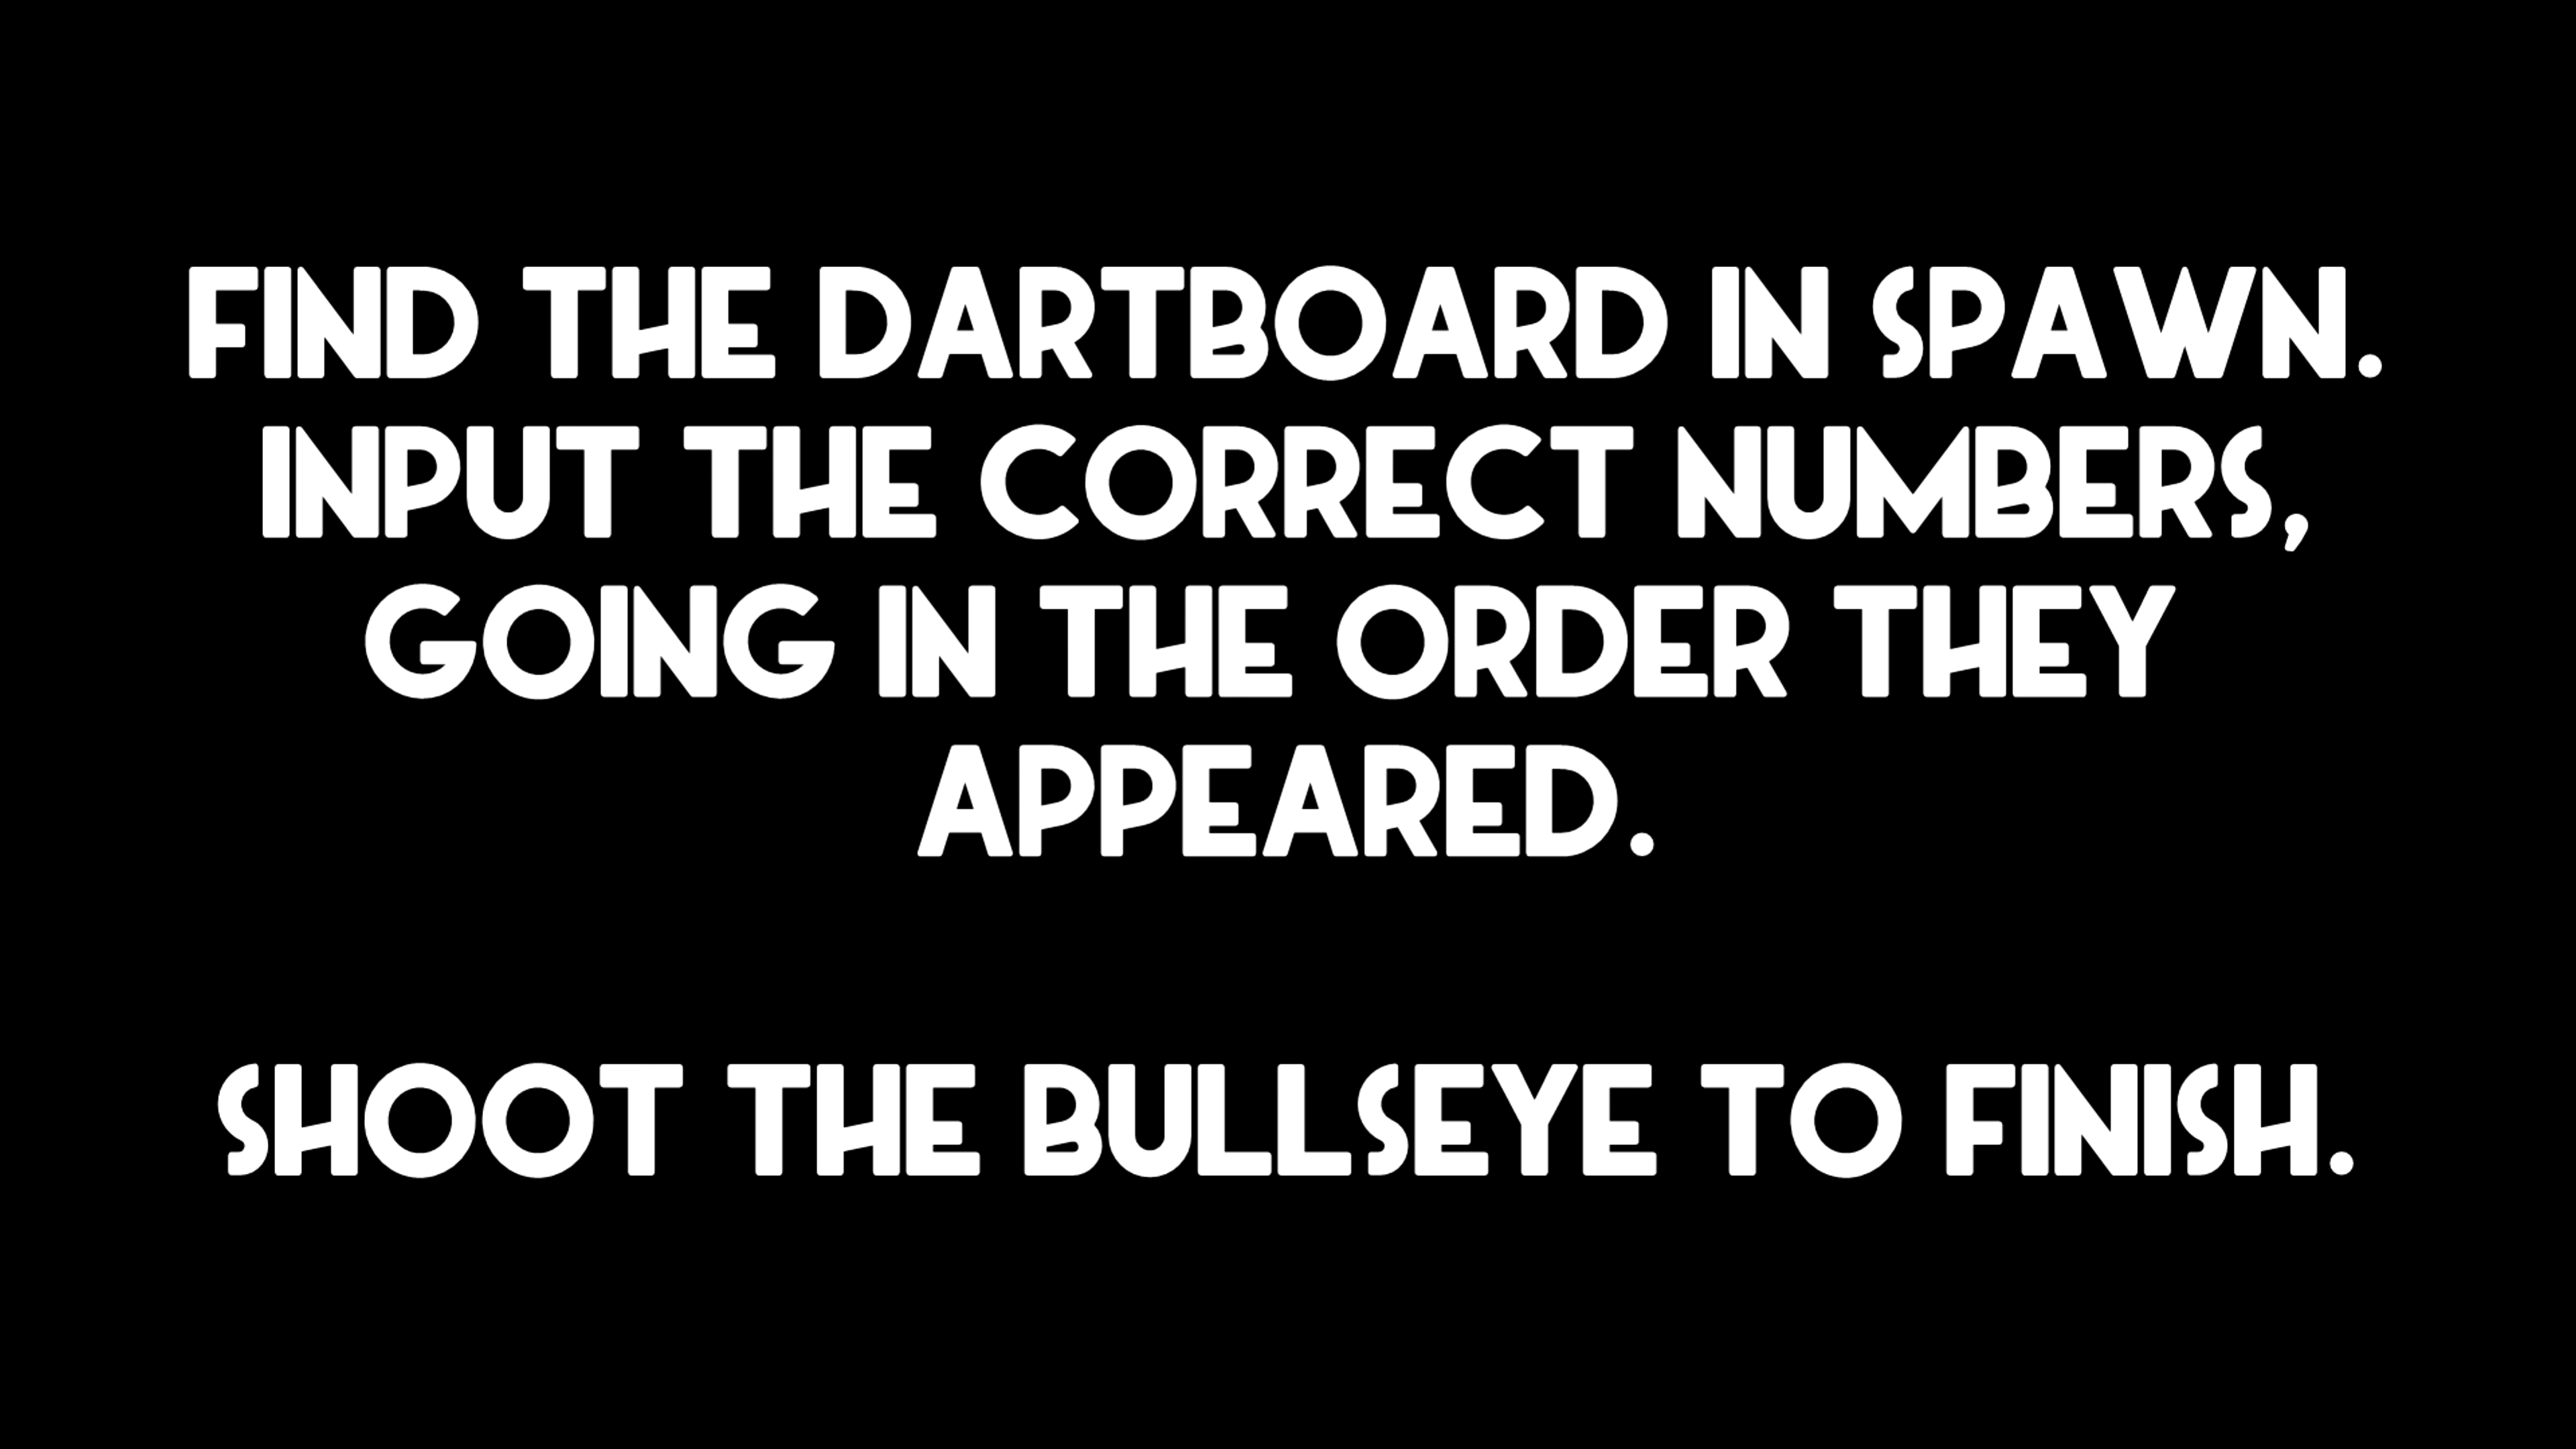 FIND THE DARTBOARD IN SPAWN.
INPUT THE CORRECT NUMBERS,
GOING IN THE ORDER THEY
APPEARED.
SHOOT THE BULLSEYE TO FINISH.